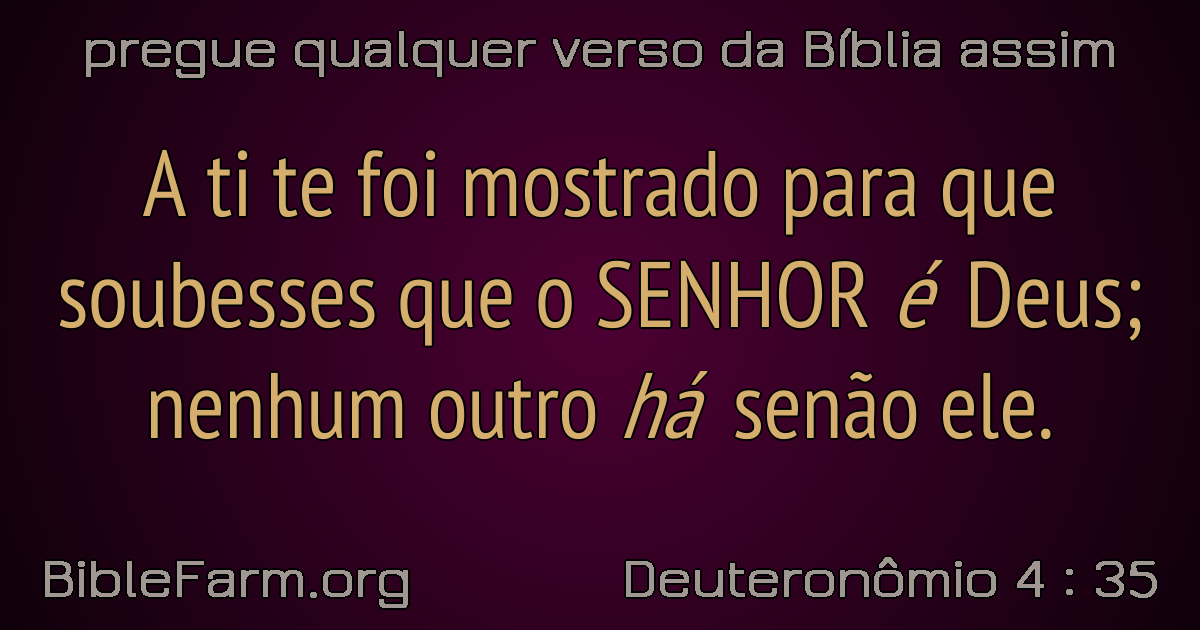 pregue qualquer verso da Bíblia assim
A ti te foi mostrado para que
soubesses que o SENHOR é Deus;
nenhum outro há senão ele.
BibleFarm.org
Deuteronômio 4 : 35